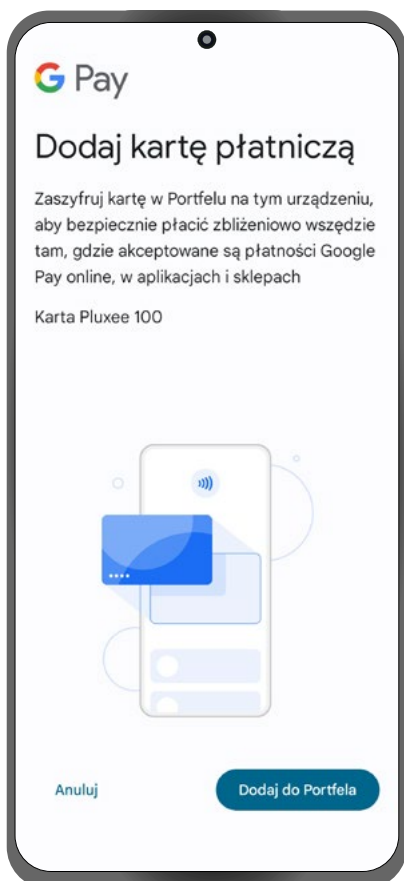 G Pay
Dodaj kartę płatniczą
Zaszyfruj kartę w Portfelu na tym urządzeniu,
aby bezpiecznie płacić zbliżeniowo wszędzie
tam, gdzie akceptowane są płatności Google
Pay online, w aplikacjach i sklepach
Karta Pluxee 100
Anuluj
Dodaj do Portfela